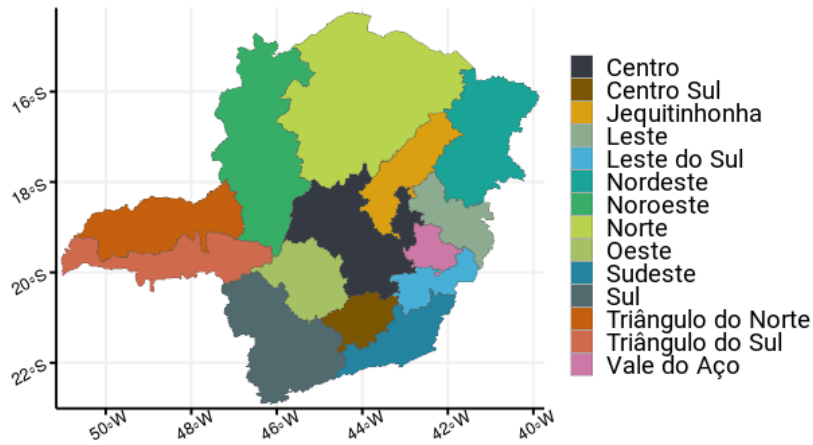 16°S
18°S
20°S
22°S
50°W
48°W
46°W
44°W
42°W
40°W
Centro
Centro Sul
Jequitinhonha
Leste
Leste do Sul
Nordeste
Noroeste
Norte
Oeste
Sudeste
Sul
Triângulo do Norte
Triângulo do Sul
Vale do Aço